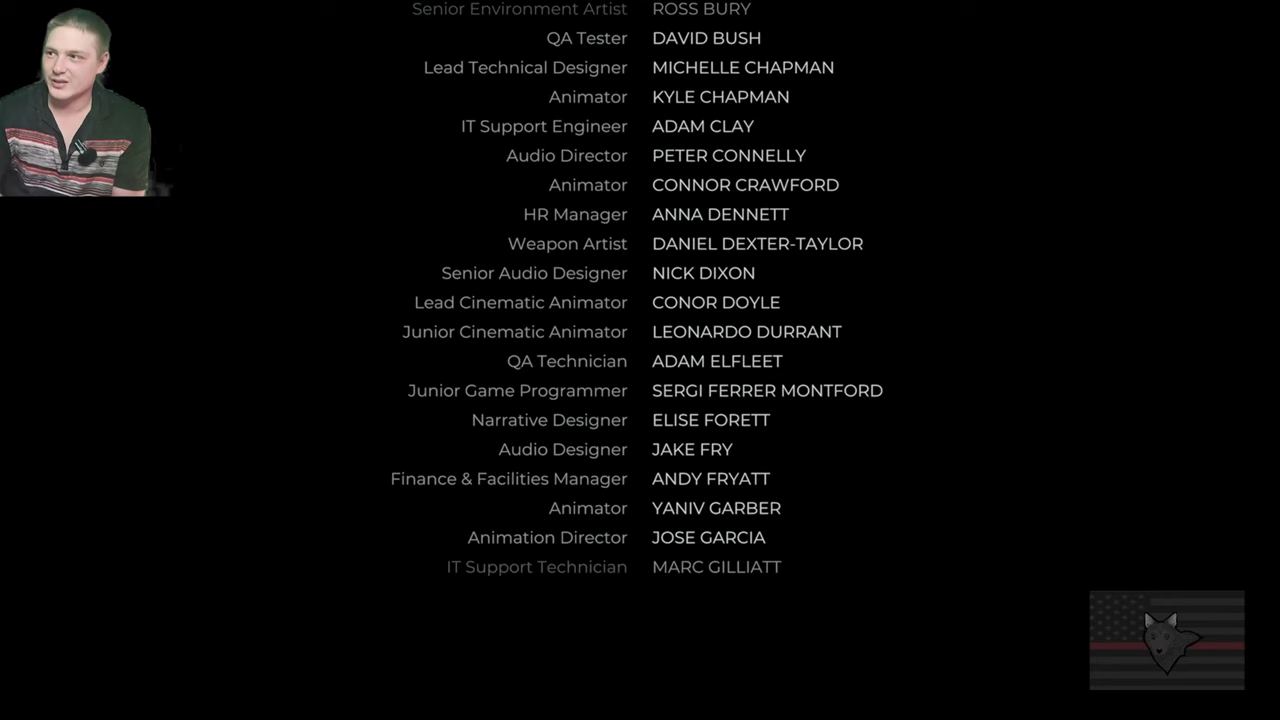 Senior Environment Artist ROSS BURY
QA Tester DAVID BUSH
Lead Technical Designer MICHELLE CHAPMAN
Animator KYLE CHAPMAN
IT Support Engineer ADAM CLAY
Audio Director PETER CONNELLY
Animator CONNOR CRAWFORD
HR Manager ANNA DENNETT
Weapon Artist DANIEL DEXTER-TAYLOR
Senior Audio Designer NICK DIXON
Lead Cinematic Animator CONOR DOYLE
Junior Cinematic Animator LEONARDO DURRANT
QA Technician ADAM ELFLEET
Junior Game Programmer SERGI FERRER MONTFORD
Narrative Designer ELISE FORETT
Audio Designer JAKE FRY
Finance & Facilities Manager ANDY FRYATT
Animator YANIV GARBER
Animation Director JOSE GARCIA
IT Support Technician MARC GILLIATT